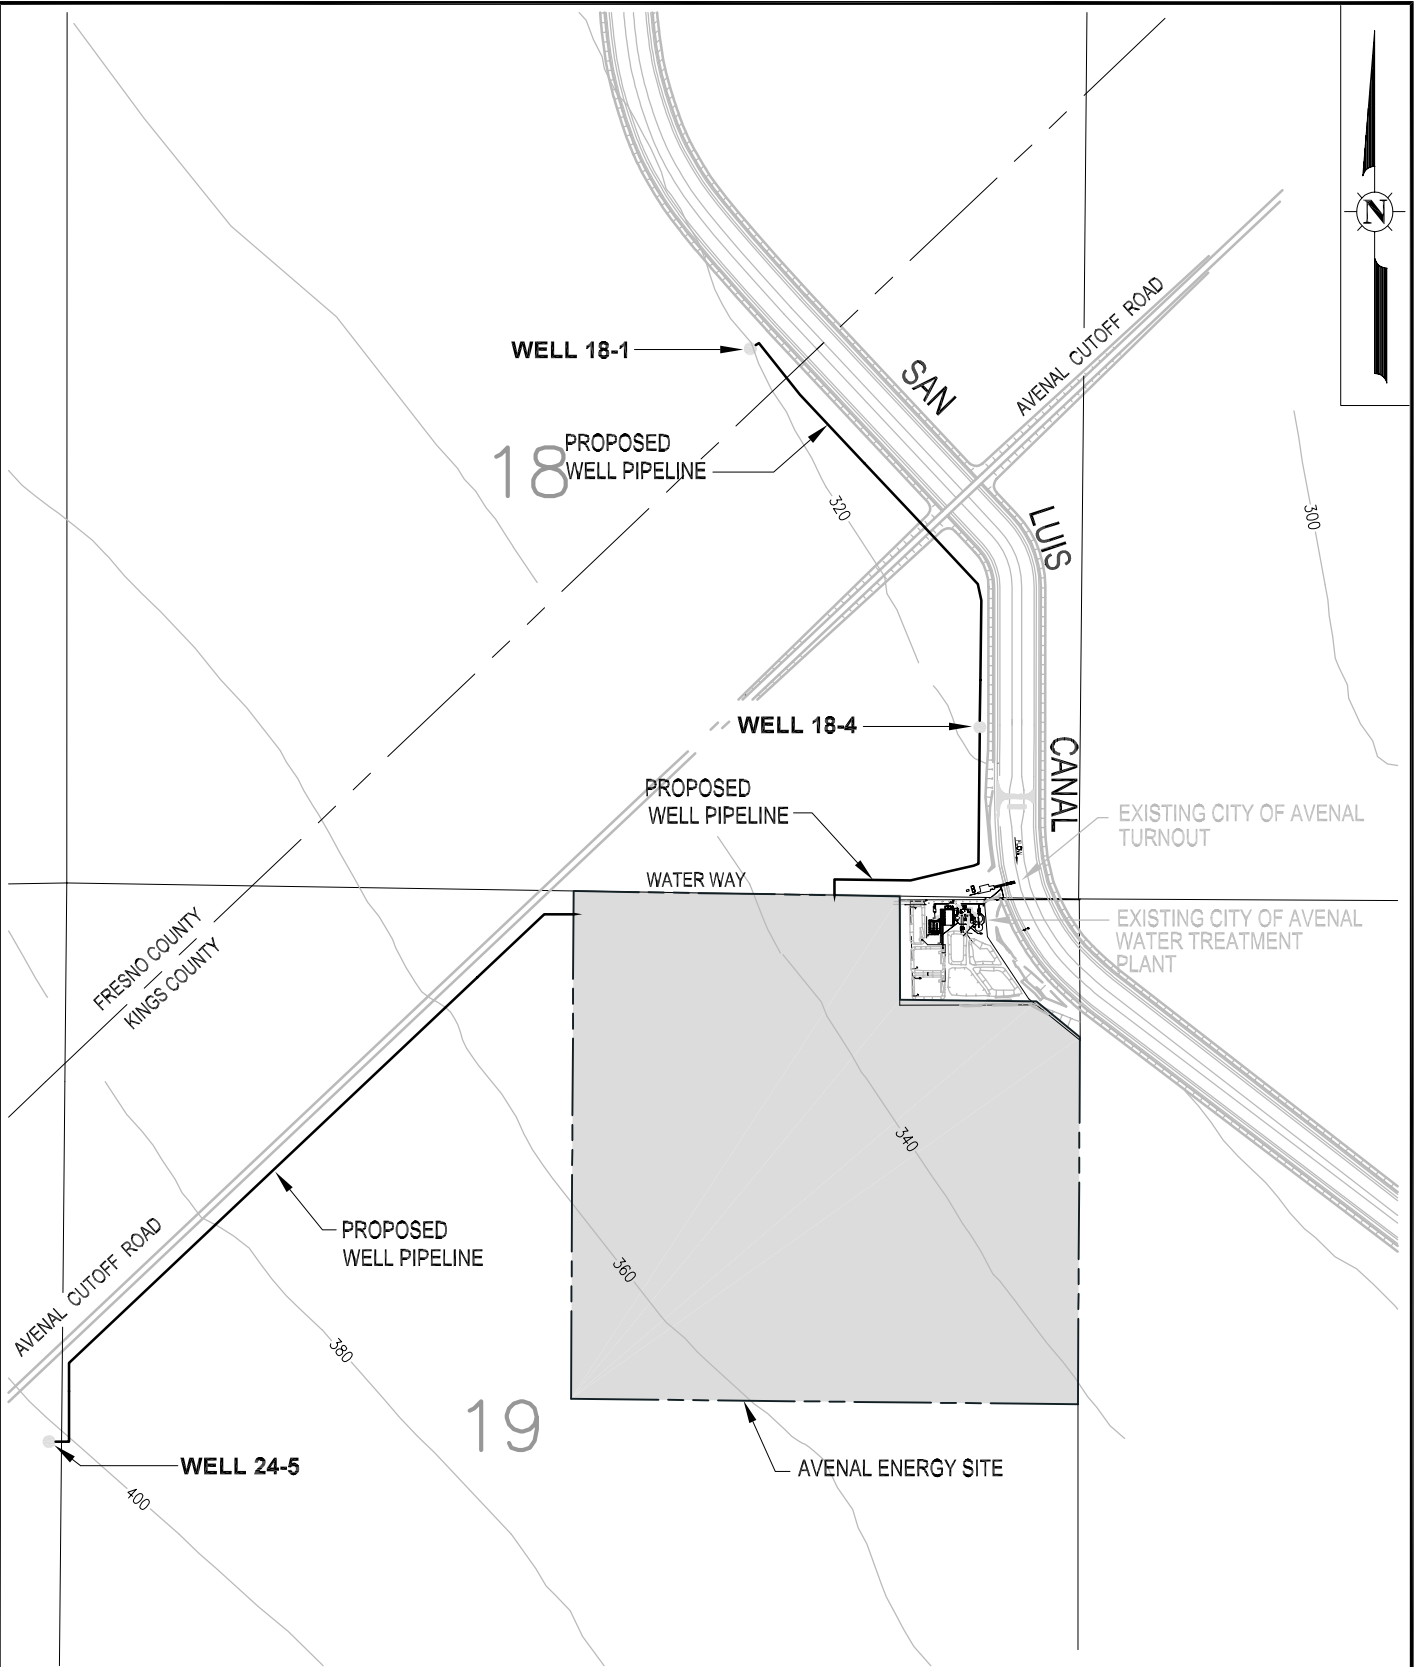 N
AVENAL CUTOFF ROAD
WELL 18-1
SAN
18
PROPOSED
WELL PIPELINE
320
300
LUIS
WELL 18-4
CANAL
PROPOSED
WELL PIPELINE
EXISTING CITY OF AVENAL
TURNOUT
WATER WAY
FRESNO COUNTY
KINGS COUNTY
EXISTING CITY OF AVENAL
WATER TREATMENT
PLANT
340
PROPOSED
WELL PIPELINE
360
AVENAL CUTOFF ROAD
380
19
WELL 24-5
AVENAL ENERGY SITE
400